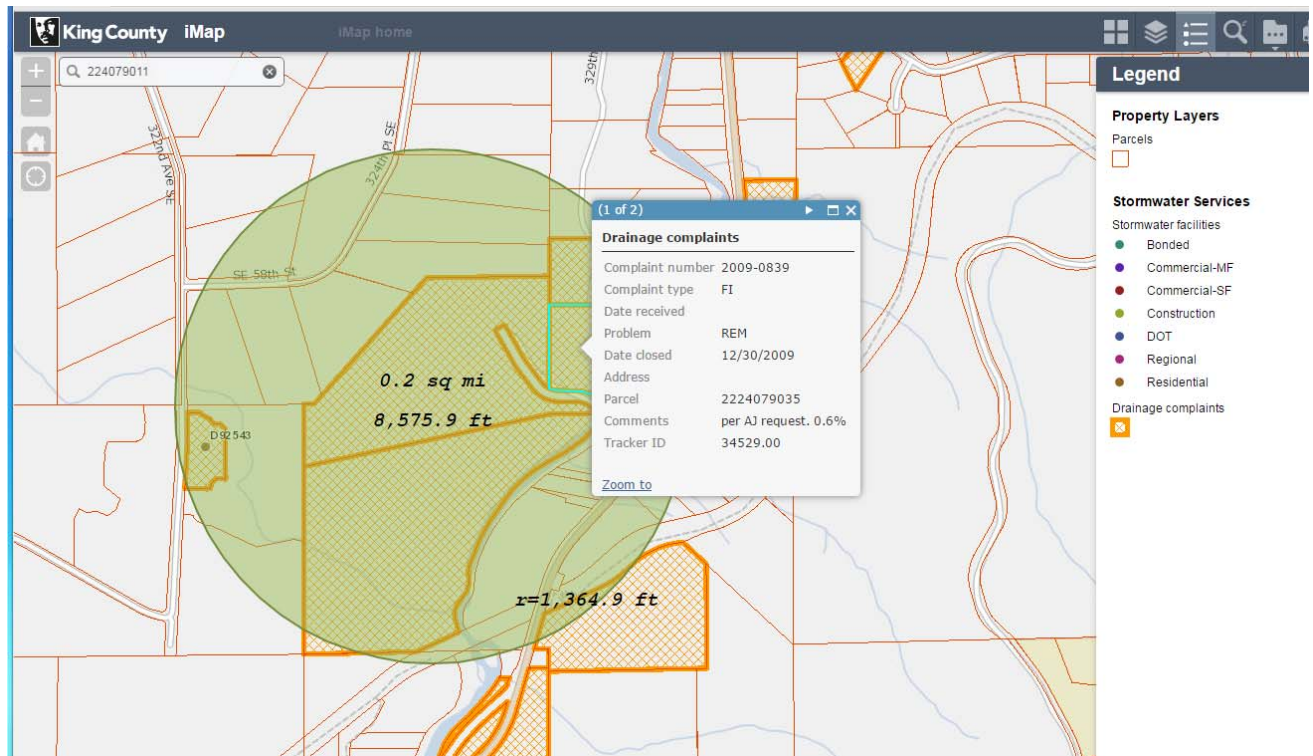 King County iMap iMap home
224079011
Legend
Property Layers
Parcels
Stormwater Services
Stormwater facilities
Bonded
Commercial-MF
Commercial-SF
Construction
DOT
Regional
Residential
Drainage complaints
322nd Ave SE
324th Pl SE
329th
SE 58th St
0.2 sq mi
8,575.9 ft
D92543
r=1,364.9 ft
(1 of 2)
Drainage complaints
Complaint number 2009-0839
Complaint type FI
Date received
Problem REM
Date closed 12/30/2009
Address
Parcel 2224079035
Comments per AJ request. 0.6%
Tracker ID 34529.00
Zoom to